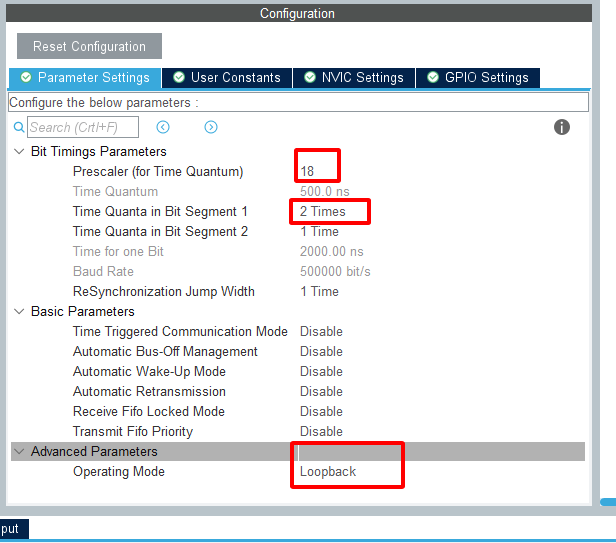 Configuration
Reset Configuration
Parameter Settings User Constants NVIC Settings GPIO Settings
Configure the below parameters :
Search (Crtl+F)
Bit Timings Parameters
Prescaler (for Time Quantum) 18
Time Quantum 500.0 ns
Time Quanta in Bit Segment 1 2 Times
Time Quanta in Bit Segment 2 1 Time
Time for one Bit 2000.00 ns
Baud Rate 500000 bit/s
ReSynchronization Jump Width 1 Time
Basic Parameters
Time Triggered Communication Mode Disable
Automatic Bus-Off Management Disable
Automatic Wake-Up Mode Disable
Automatic Retransmission Disable
Receive Fifo Locked Mode Disable
Transmit Fifo Priority Disable
Advanced Parameters
Operating Mode Loopback
put